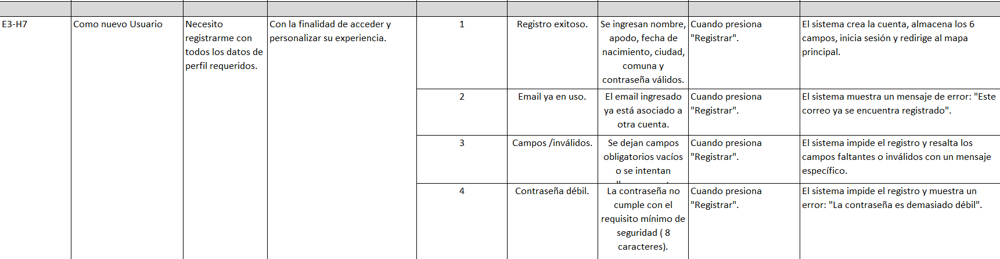 E3-H7
Como nuevo Usuario
Necesito
registrarme con
todos los datos de
perfil requeridos.
Con la finalidad de acceder y
personalizar su experiencia.
1
Registro exitoso.
Se ingresan nombre,
apodo, fecha de
nacimiento, ciudad,
comuna y
contraseña válidos.
Cuando presiona
"Registrar".
El sistema crea la cuenta, almacena los 6
campos, inicia sesión y redirige al mapa
principal.
2
Email ya en uso.
El email ingresado
ya está asociado a
otra cuenta.
Cuando presiona
"Registrar".
El sistema muestra un mensaje de error: "Este
correo ya se encuentra registrado".
3
Campos /inválidos.
Se dejan campos
obligatorios vacíos
o se intentan
Cuando presiona
"Registrar".
El sistema impide el registro y resalta los
campos faltantes o inválidos con un mensaje
específico.
4
Contraseña débil.
La contraseña no
cumple con el
requisito mínimo de
seguridad ( 8
caracteres).
Cuando presiona
"Registrar".
El sistema impide el registro y muestra un
error: "La contraseña es demasiado débil".